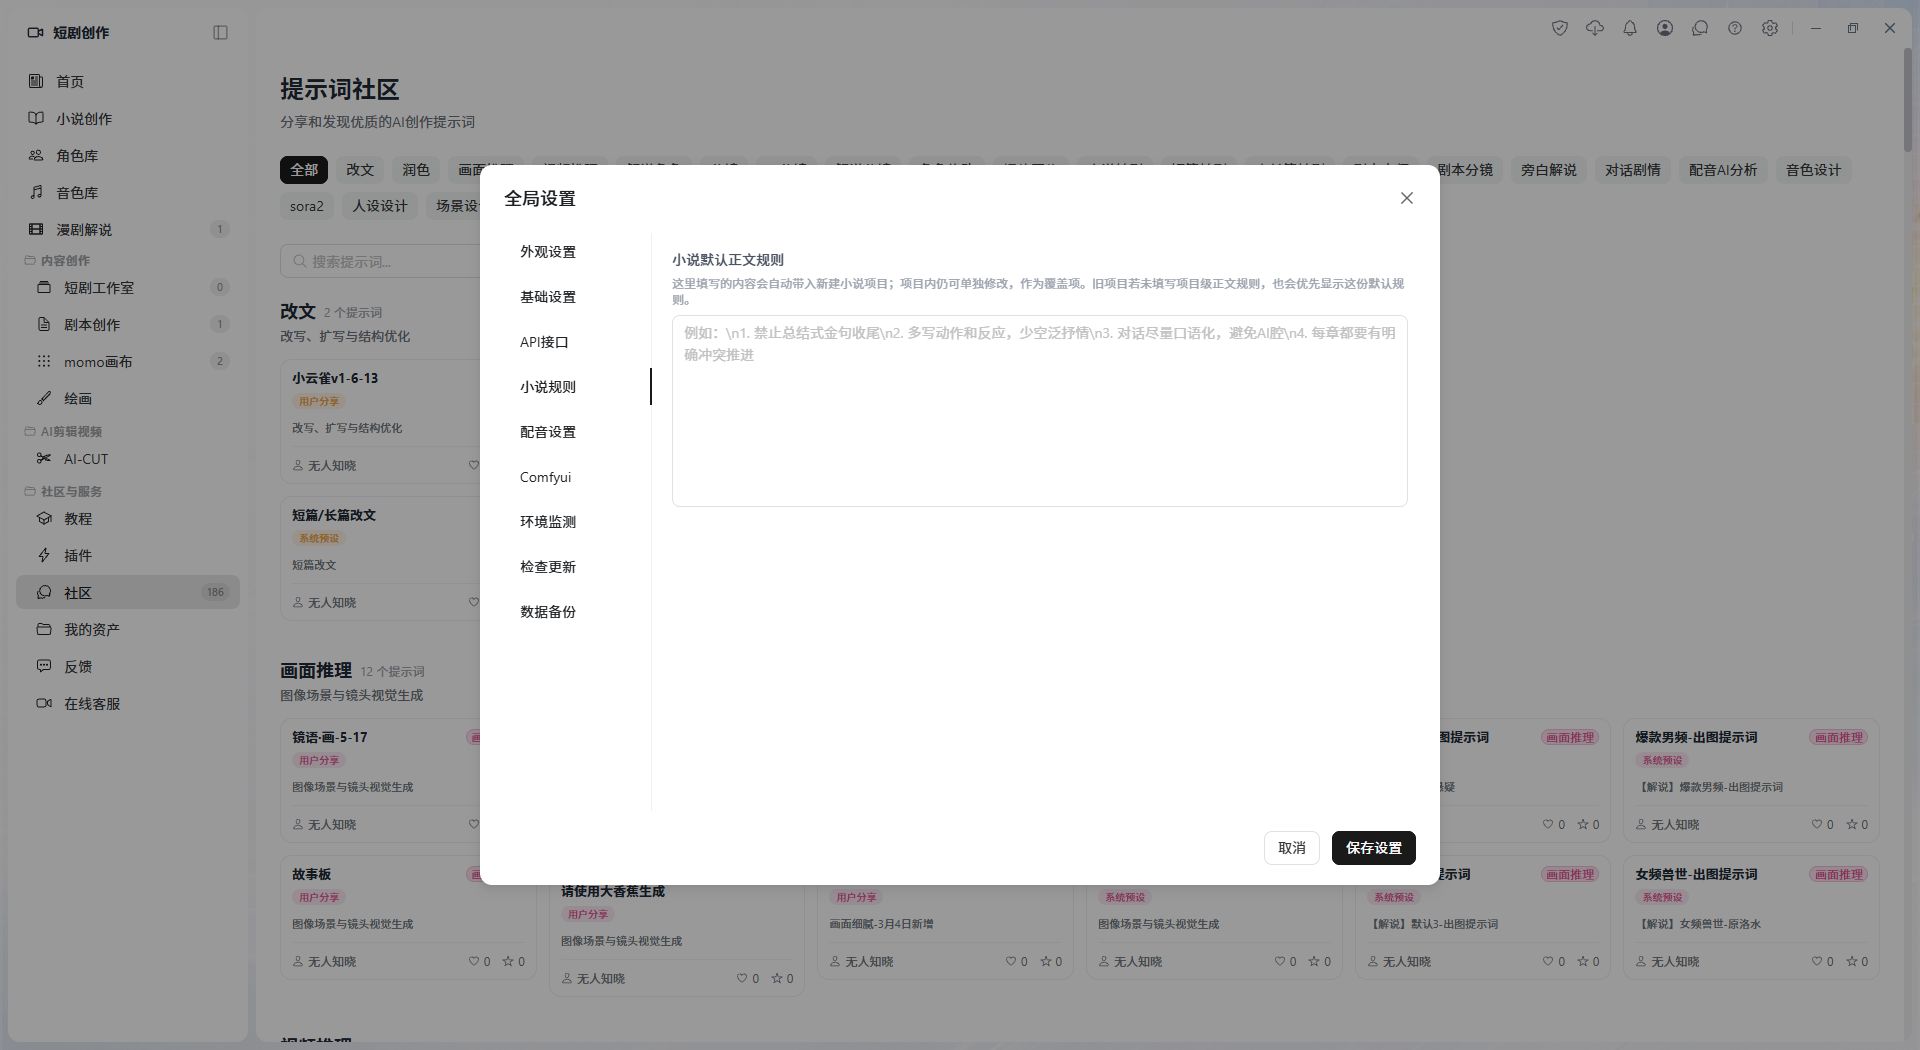 短剧创作
首页
小说创作
角色库
音色库
漫剧解说 1
内容创作
短剧工作室 0
剧本创作 1
momo画布 2
绘画
AI剪辑视频
AI-CUT
社区与服务
教程
插件
社区 186
我的资产
反馈
在线客服
提示词社区
分享和发现优质的AI创作提示词
全部 改文 润色 剧本分镜 旁白解说 对话剧情 配音AI分析 音色设计
sora2 人设设计 场景设
搜索提示词...
改文 2 个提示词
改写、扩写与结构优化
小云雀v1-6-13
用户分享
改写、扩写与结构优化
无人知晓
短篇/长篇改文
系统预设
短篇改文
无人知晓
画面推理 12 个提示词
图像场景与镜头视觉生成
镜语·画-5-17 画
用户分享
图像场景与镜头视觉生成
无人知晓
图提示词 画面推理
疑
0 0
爆款男频-出图提示词 画面推理
系统预设
【解说】爆款男频-出图提示词
无人知晓 0 0
故事板 画
用户分享
图像场景与镜头视觉生成
无人知晓 0 0
请使用大香蕉生成
用户分享
图像场景与镜头视觉生成
无人知晓 0 0
用户分享
画面细腻-3月4日新增
无人知晓 0 0
系统预设
图像场景与镜头视觉生成
无人知晓 0 0
提示词 画面推理
系统预设
【解说】默认3-出图提示词
无人知晓 0 0
女频兽世-出图提示词 画面推理
系统预设
【解说】女频兽世-原洛水
无人知晓 0 0
全局设置
外观设置
基础设置
API接口
小说规则
配音设置
Comfyui
环境监测
检查更新
数据备份
小说默认正文规则
这里填写的内容会自动带入新建小说项目；项目内仍可单独修改，作为覆盖项。旧项目若未填写项目级正文规则，也会优先显示这份默认规
则。
例如：\n1. 禁止总结式金句收尾\n2. 多写动作和反应，少空泛抒情\n3. 对话尽量口语化，避免AI腔\n4. 每章都要有明
确冲突推进
取消 保存设置